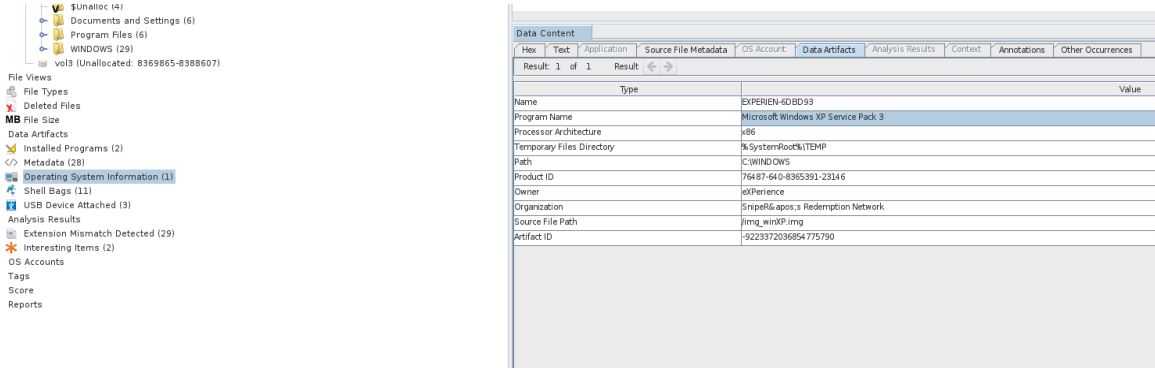 $Unalloc (4)
Documents and Settings (6)
Program Files (6)
WINDOWS (29)
vol3 (Unallocated: 8369865-8388607)
File Views
File Types
Deleted Files
MB File Size
Data Artifacts
Installed Programs (2)
Metadata (28)
Operating System Information (1)
Shell Bags (11)
USB Device Attached (3)
Analysis Results
Extension Mismatch Detected (29)
Interesting Items (2)
OS Accounts
Tags
Score
Reports
Data Content
Hex Text Application Source File Metadata OS Account Data Artifacts Analysis Results Context Annotations Other Occurrences
Result: 1 of 1 Result
Type Value
Name EXPERIEN-6DBD93
Program Name Microsoft Windows XP Service Pack 3
Processor Architecture x86
Temporary Files Directory %SystemRoot%\TEMP
Path C:\WINDOWS
Product ID 76487-640-8365391-23146
Owner eXPerience
Organization SnipeR&apos;s Redemption Network
Source File Path /img_winXP.img
Artifact ID -9223372036854775790